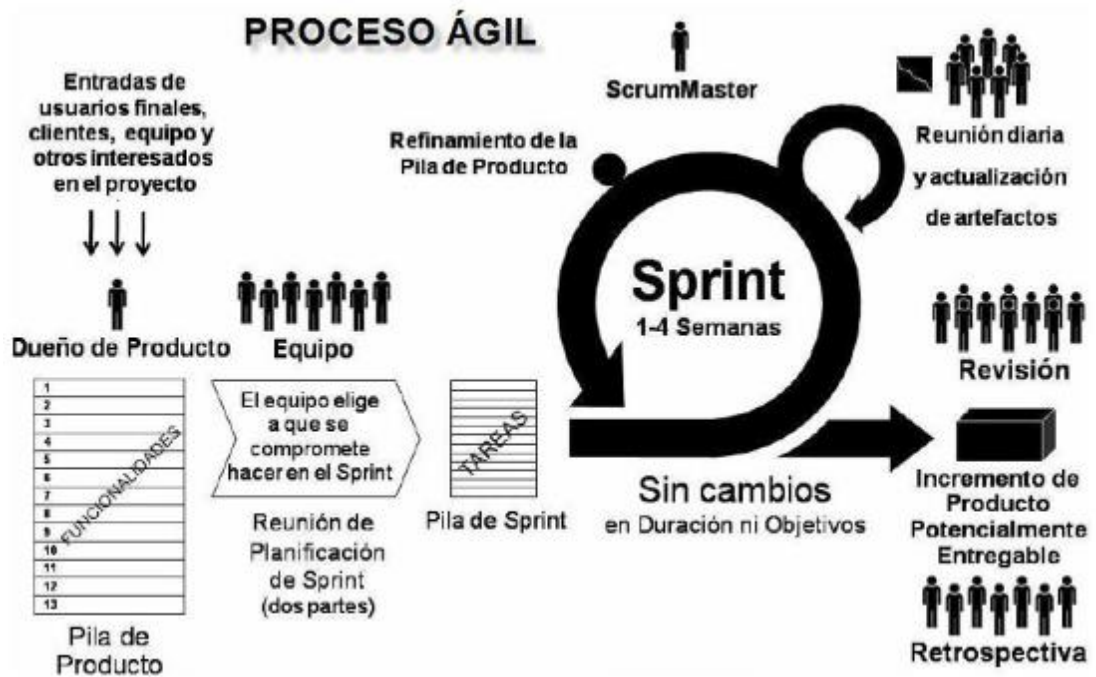 PROCESO ÁGIL
Entradas de
usuarios finales,
clientes, equipo y
otros interesados
en el proyecto
Dueño de Producto
1
2
3
4
5
6
7
8
9
10
11
12
13
FUNCIONALIDADES
Pila de
Producto
Equipo
El equipo elige
a que se
compromete
hacer en el Sprint
Reunión de
Planificación
de Sprint
(dos partes)
TAREAS
Pila de Sprint
ScrumMaster
Refinamiento de la
Pila de Producto
Sprint
1-4 Semanas
Sin cambios
en Duración ni Objetivos
Reunión diaria
y actualización
de artefactos
Revisión
Incremento de
Producto
Potencialmente
Entregable
Retrospectiva